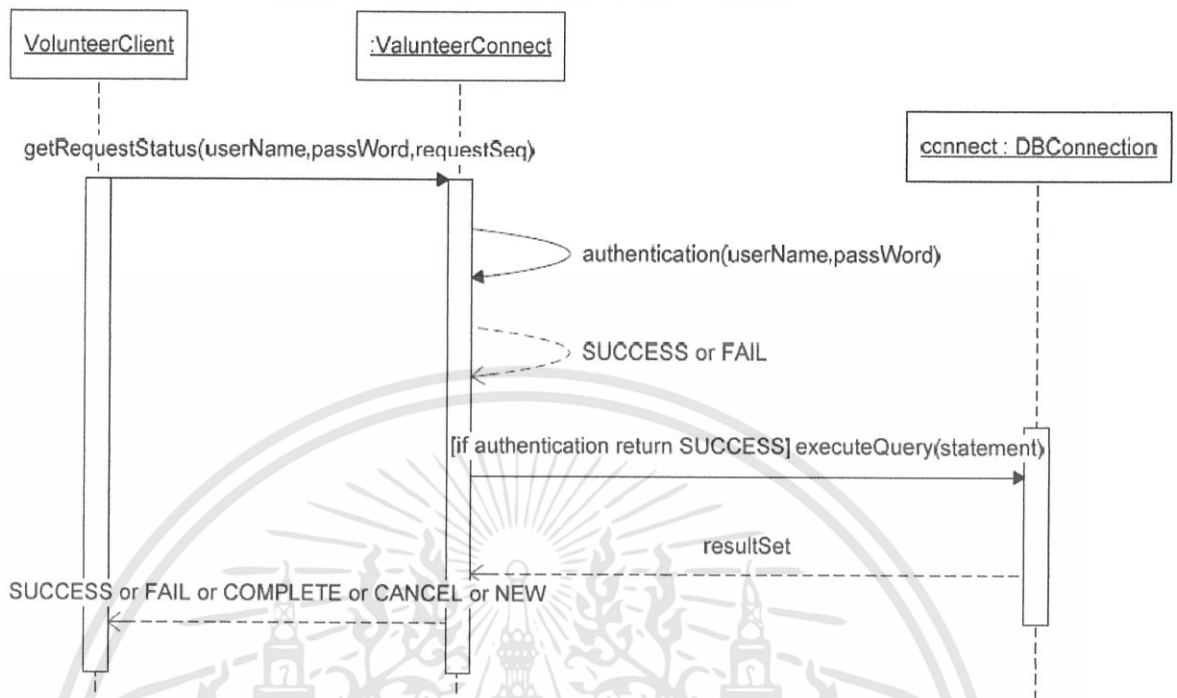 VolunteerClient
:ValunteerConnect
getRequestStatus(userName,passWord,requestSeq)
connect : DBConnection
authentication(userName,passWord)
SUCCESS or FAIL
[if authentication return SUCCESS] executeQuery(statement)
resultSet
SUCCESS or FAIL or COMPLETE or CANCEL or NEW